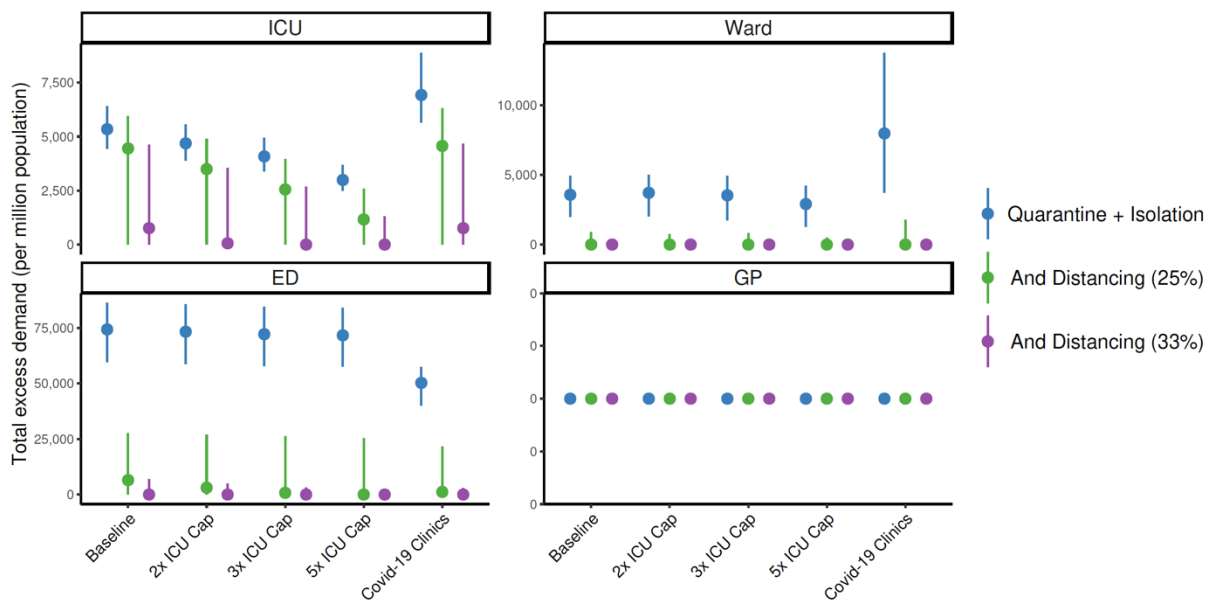 ICU
Ward
Total excess demand (per million population)
7,500
5,000
2,500
0
10,000
5,000
0
ED
GP
75,000
50,000
25,000
0
0
0
0
0
0
Baseline
2x ICU Cap
3x ICU Cap
5x ICU Cap
Covid-19 Clinics
Baseline
2x ICU Cap
3x ICU Cap
5x ICU Cap
Covid-19 Clinics
Quarantine + Isolation
And Distancing (25%)
And Distancing (33%)